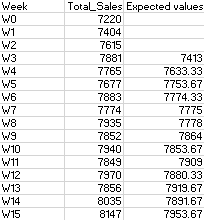 Week Total_Sales Expected values
W0 7220
W1 7404
W2 7615
W3 7881 7413
W4 7765 7633.33
W5 7677 7753.67
W6 7883 7774.33
W7 7774 7775
W8 7935 7778
W9 7852 7864
W10 7940 7853.67
W11 7849 7909
W12 7970 7880.33
W13 7856 7919.67
W14 8035 7891.67
W15 8147 7953.67